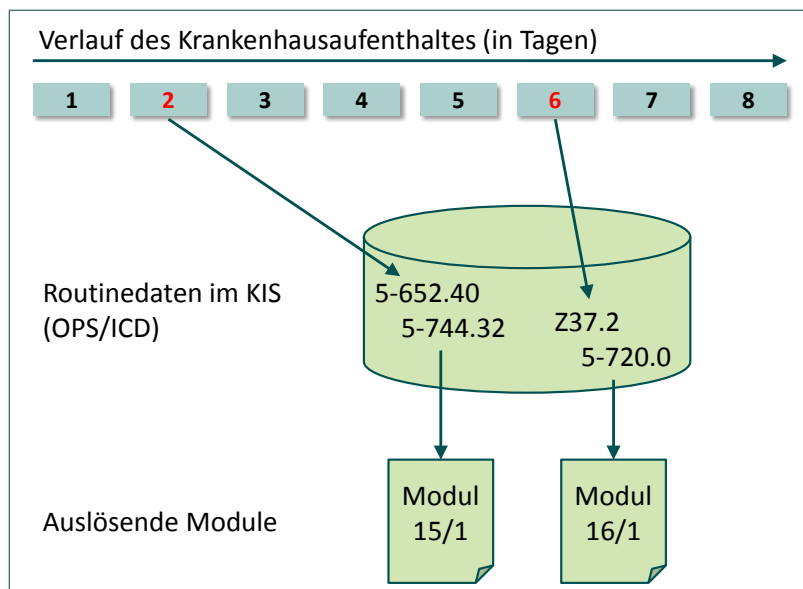 Verlauf des Krankenhausaufenthaltes (in Tagen)
1 2 3 4 5 6 7 8
Routinedaten im KIS
(OPS/ICD)
5-652.40
5-744.32
Z37.2
5-720.0
Auslösende Module
Modul
15/1
Modul
16/1